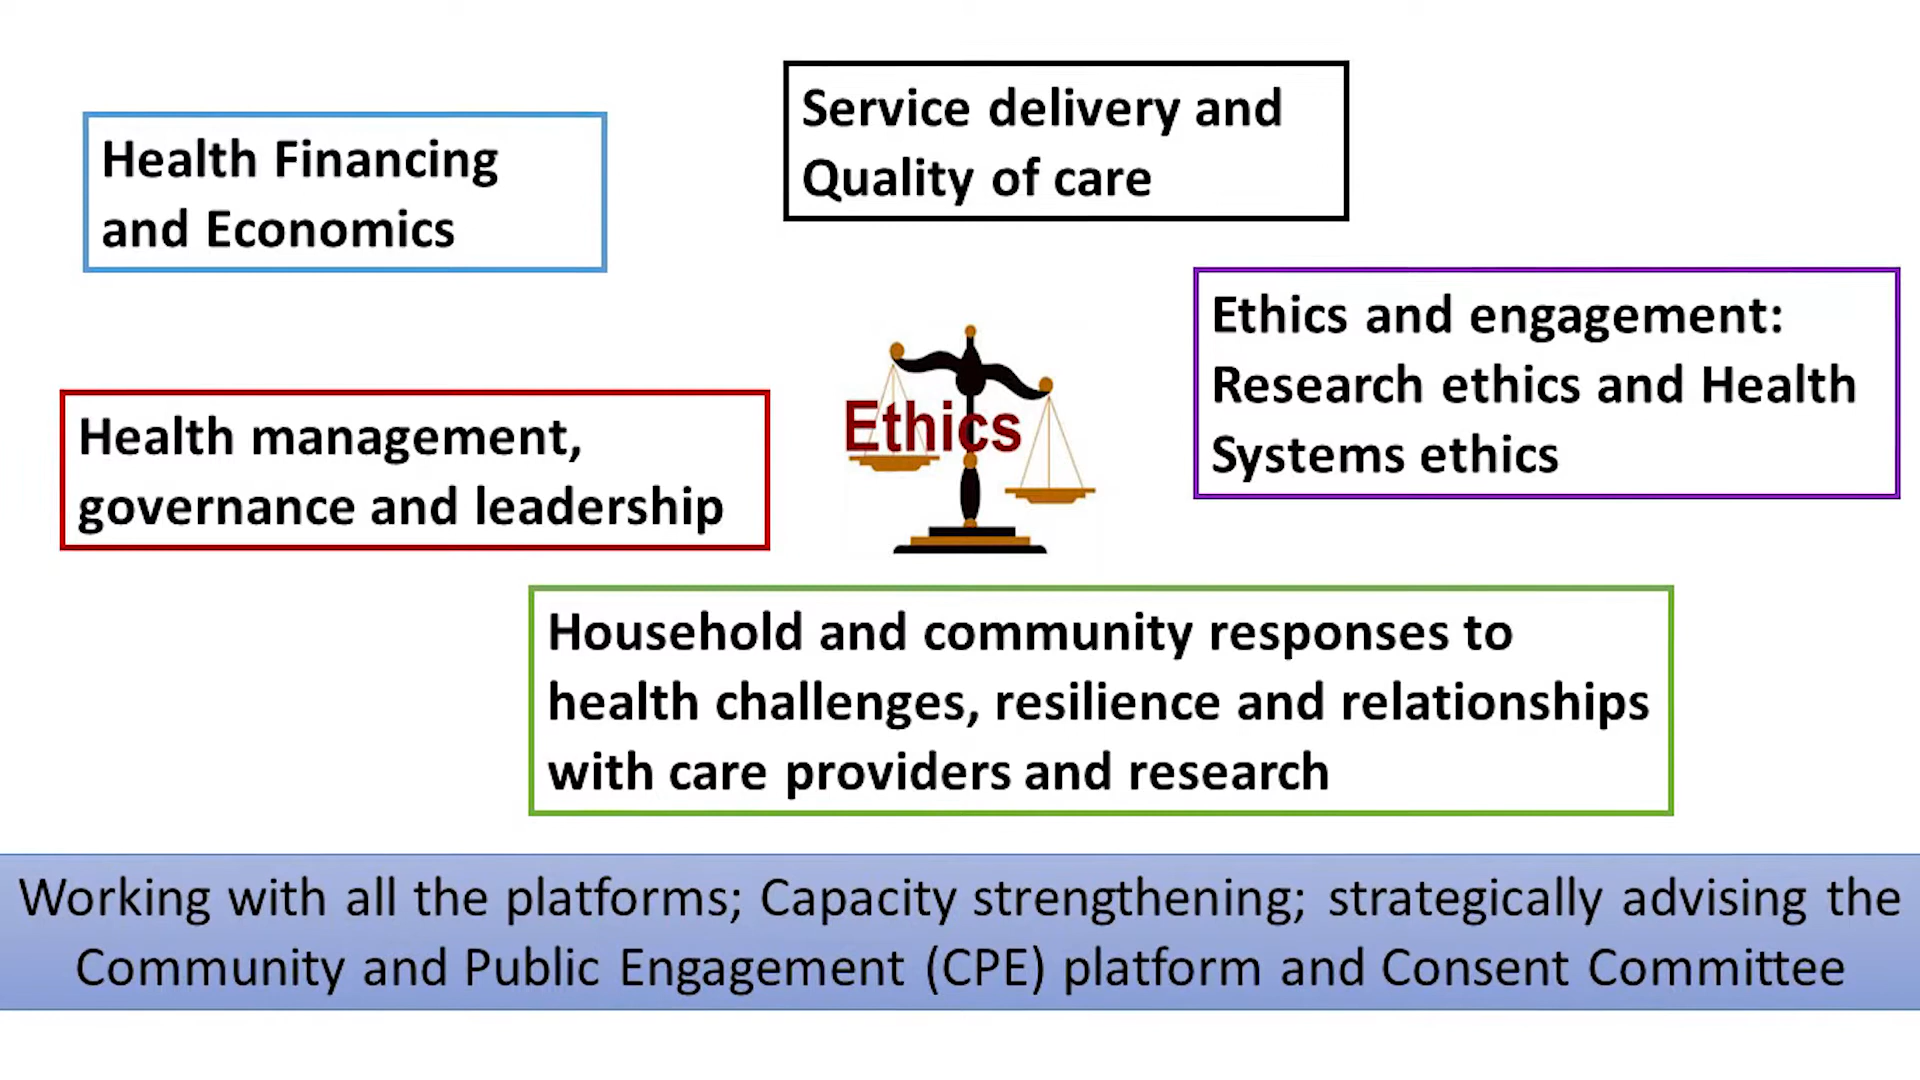 Service delivery and
Quality of care
Health Financing
and Economics
Ethics and engagement:
Research ethics and Health
Systems ethics
Health management,
governance and leadership
Ethics
Household and community responses to
health challenges, resilience and relationships
with care providers and research
Working with all the platforms; Capacity strengthening; strategically advising the
Community and Public Engagement (CPE) platform and Consent Committee